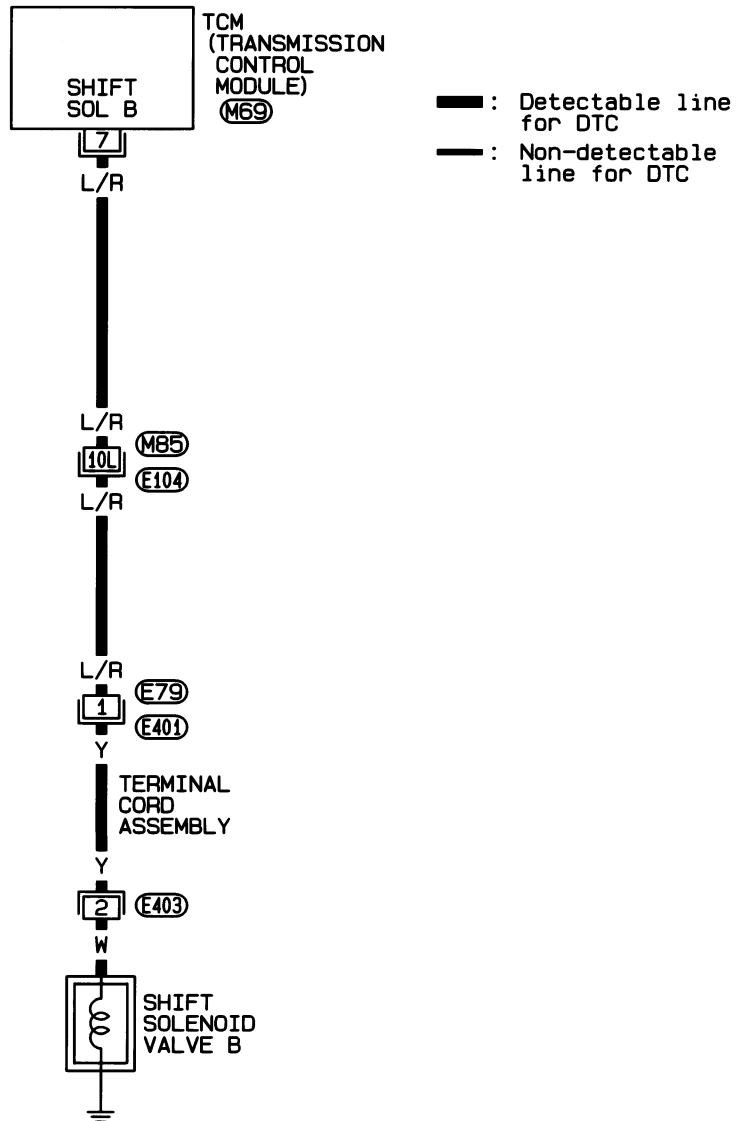 TCM
(TRANSMISSION
CONTROL
MODULE)
M69
SHIFT
SOL B
7
L/R
: Detectable line
for DTC
: Non-detectable
line for DTC
L/R
M85
10L
E104
L/R
L/R
E79
1
E401
Y
TERMINAL
CORD
ASSEMBLY
Y
2
E403
W
SHIFT
SOLENOID
VALVE B